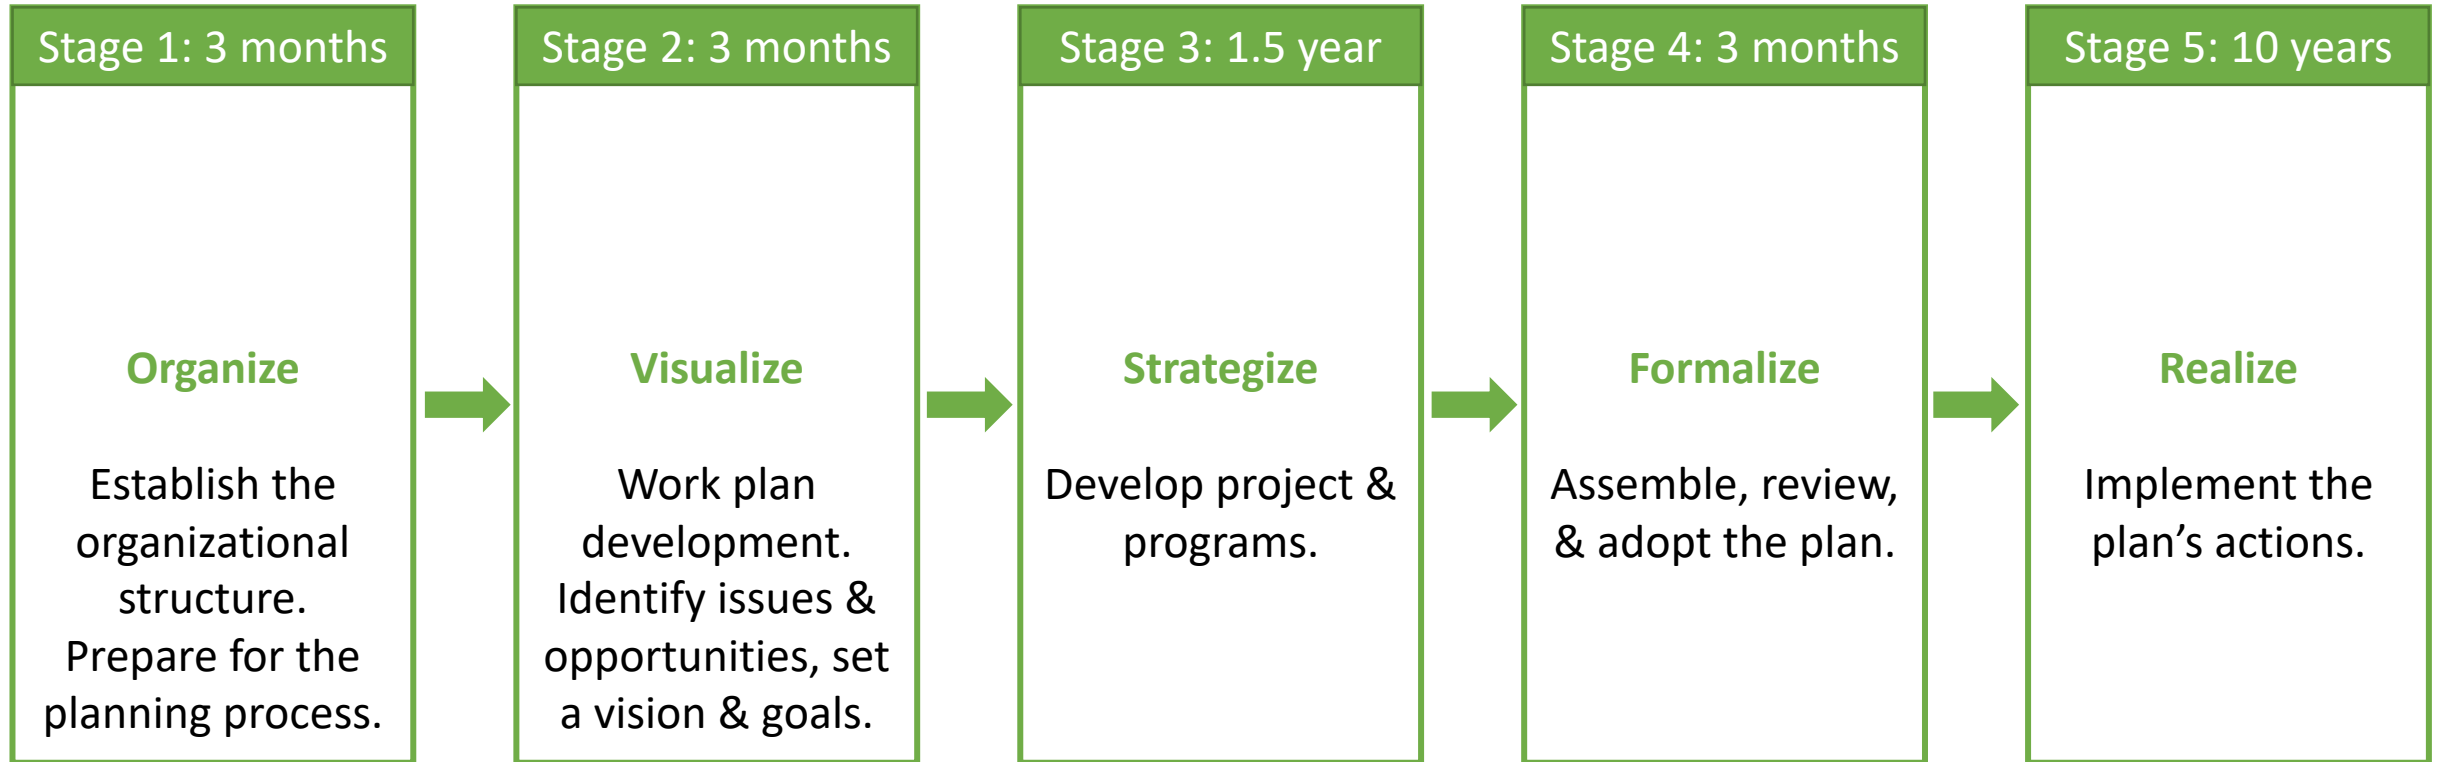 Stage 1: 3 months
Organize
Establish the
organizational
structure.
Prepare for the
planning process.
Stage 2: 3 months
Visualize
Work plan
development.
Identify issues &
opportunities, set
a vision & goals.
Stage 3: 1.5 year
Strategize
Develop project &
programs.
Stage 4: 3 months
Formalize
Assemble, review,
& adopt the plan.
Stage 5: 10 years
Realize
Implement the
plan’s actions.